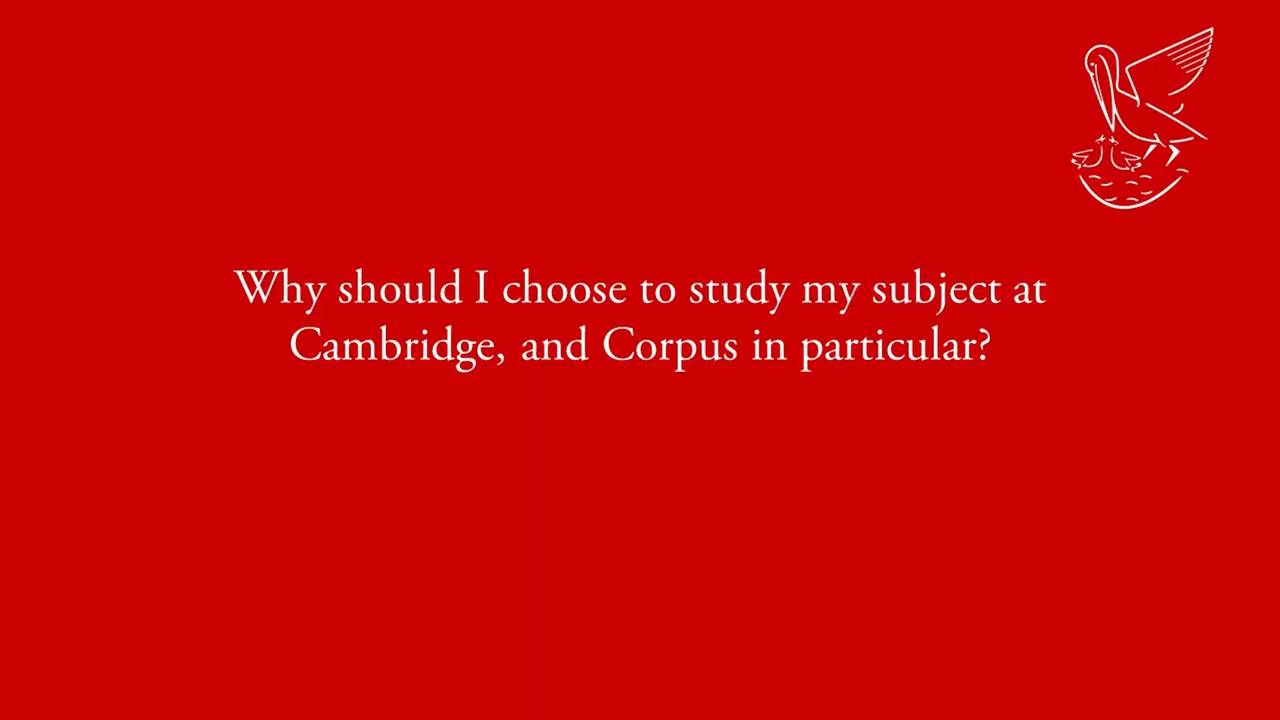 Why should I choose to study my subject at
Cambridge, and Corpus in particular?